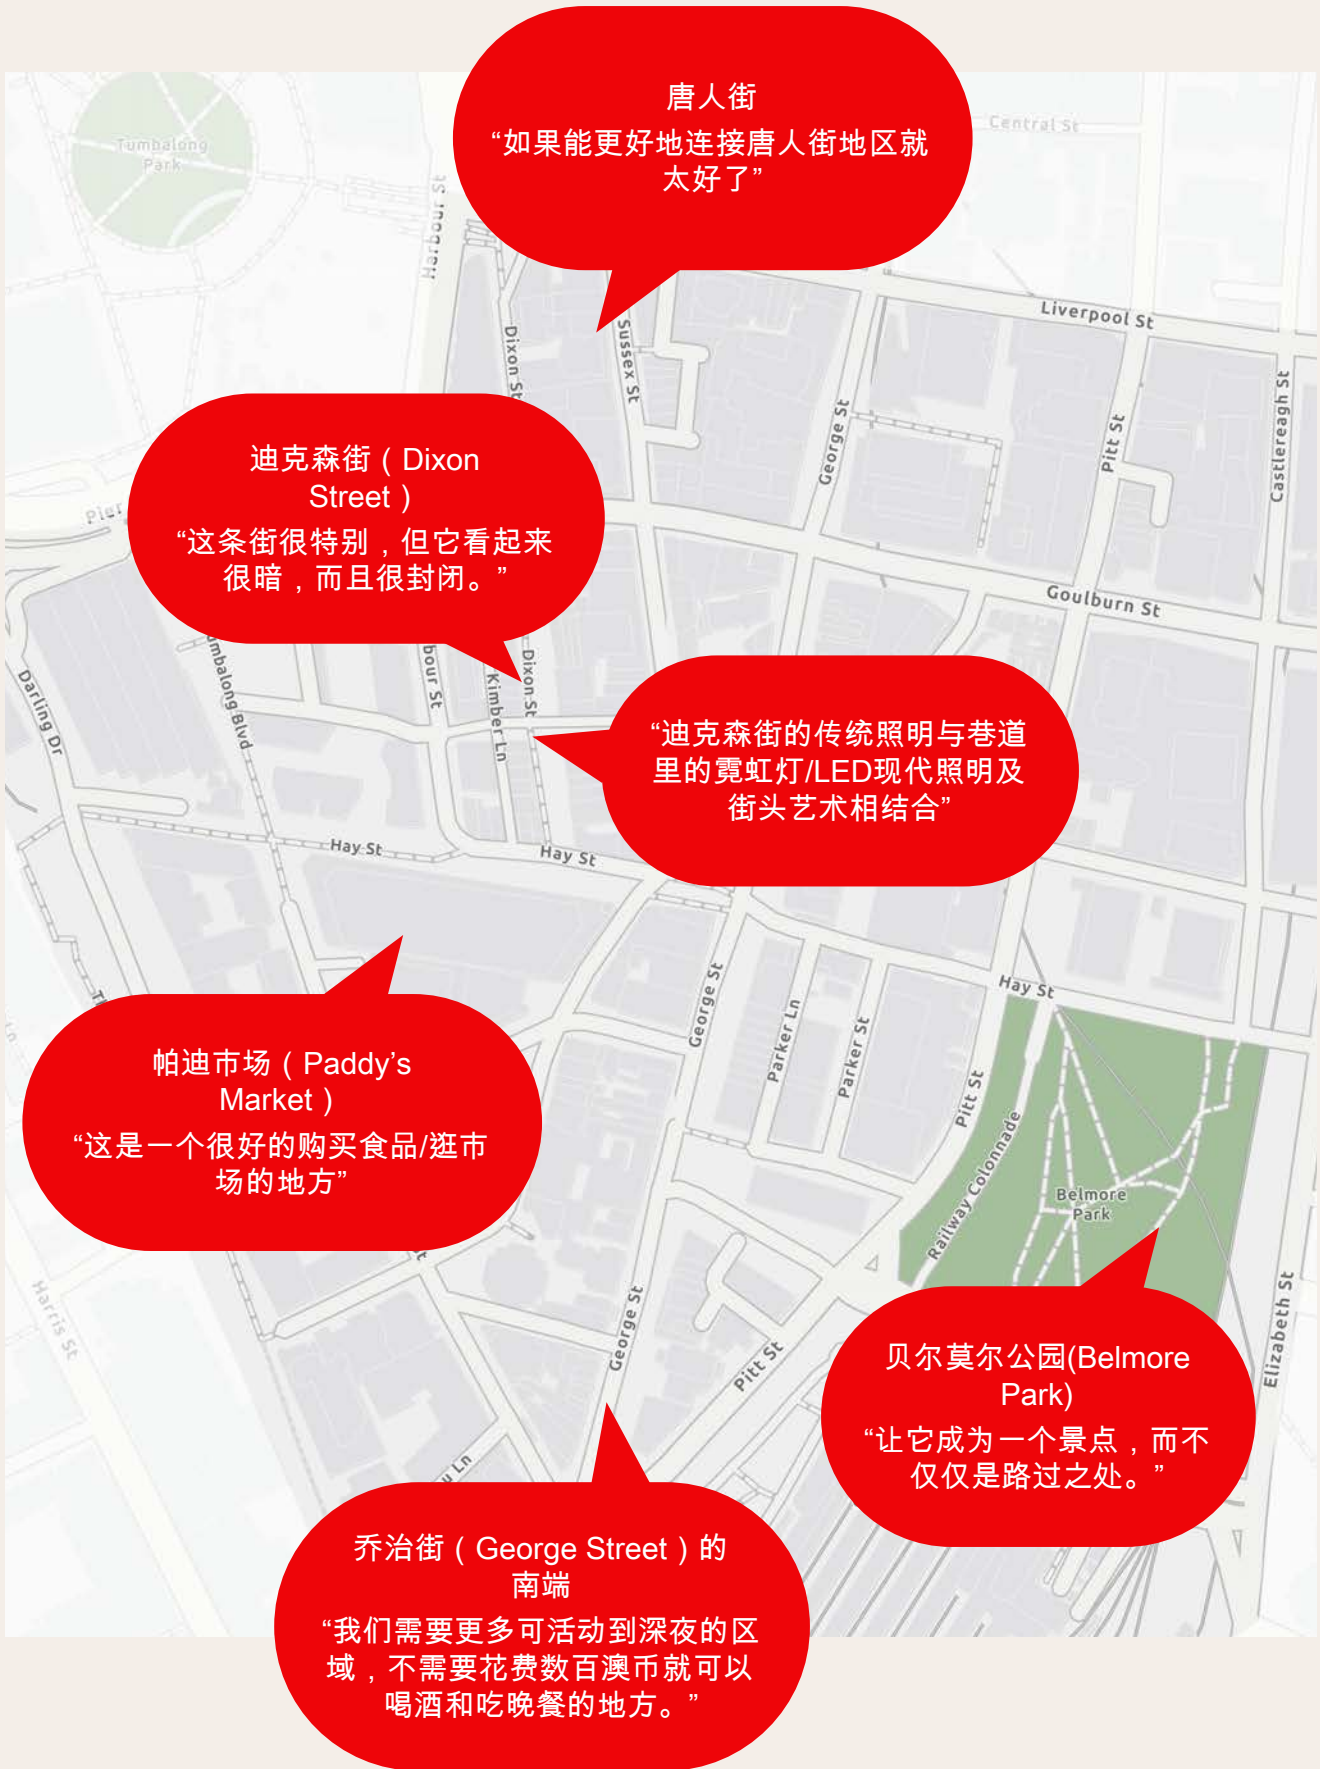 唐人街
“如果能更好地连接唐人街地区就
太好了”
Tumbalong
Park
Central St
Harbour St
Liverpool St
Dixon St
Sussex St
George St
Pitt St
Castlereagh St
迪克森街（Dixon
Street）
“这条街很特别，但它看起来
很暗，而且很封闭。”
Pier
Goulburn St
Darling Dr
umbalong Blvd
bour St
Kimber Ln
Dixon St
“迪克森街的传统照明与巷道
里的霓虹灯/LED现代照明及
街头艺术相结合”
Hay St
Hay St
Hay St
George St
Parker Ln
Parker St
Pitt St
Railway Colonnade
Belmore
Park
帕迪市场（Paddy’s
Market）
“这是一个很好的购买食品/逛市
场的地方”
Harris St
George St
Pitt St
Elizabeth St
贝尔莫尔公园(Belmore
Park)
“让它成为一个景点，而不
仅仅是路过之处。”
u Ln
乔治街（George Street）的
南端
“我们需要更多可活动到深夜的区
域，不需要花费数百澳币就可以
喝酒和吃晚餐的地方。”